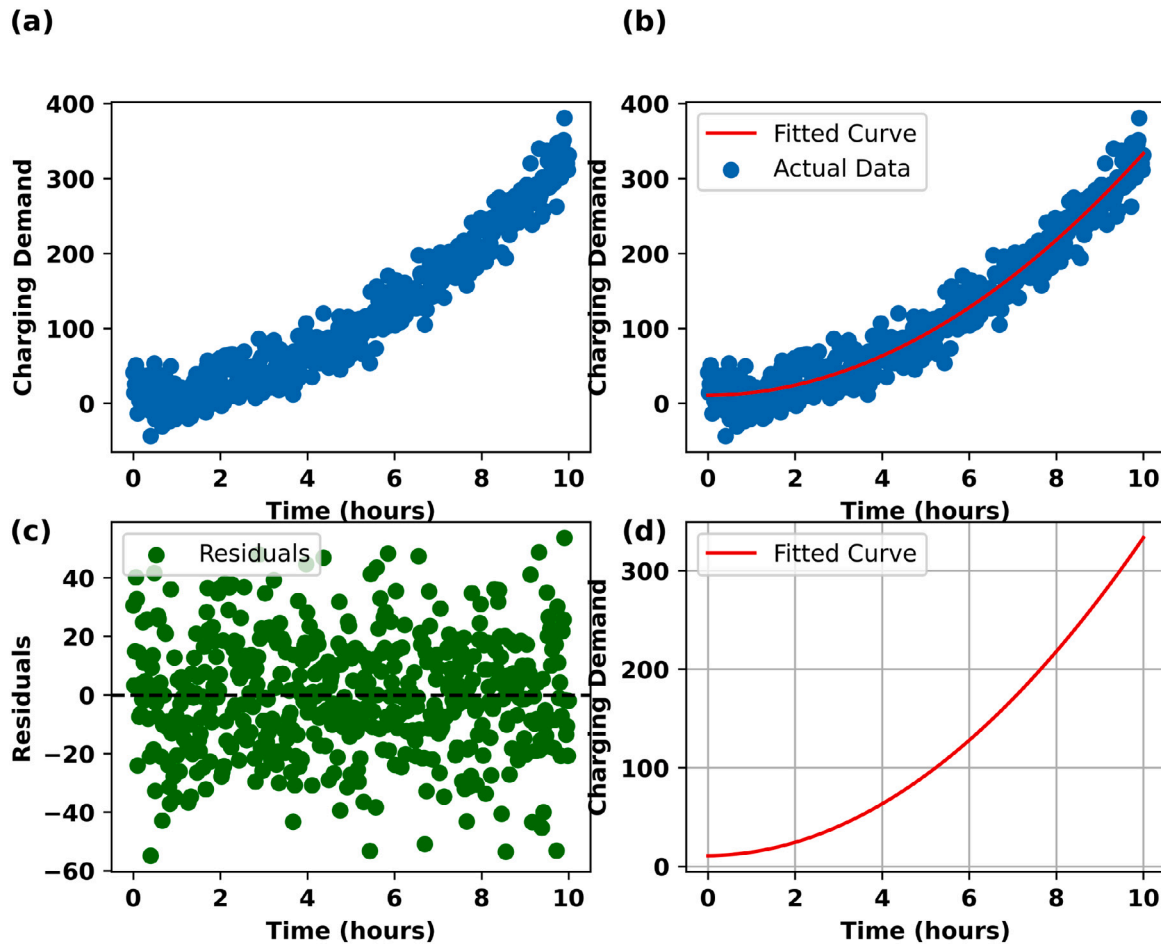 (a)
400
300
200
100
0
Charging Demand
0 2 4 6 8 10
Time (hours)
(b)
Fitted Curve
Actual Data
400
300
200
100
0
Charging Demand
0 2 4 6 8 10
Time (hours)
(c)
Residuals
40
20
0
−20
−40
−60
Residuals
0 2 4 6 8 10
Time (hours)
(d)
Fitted Curve
300
200
100
0
Charging Demand
0 2 4 6 8 10
Time (hours)